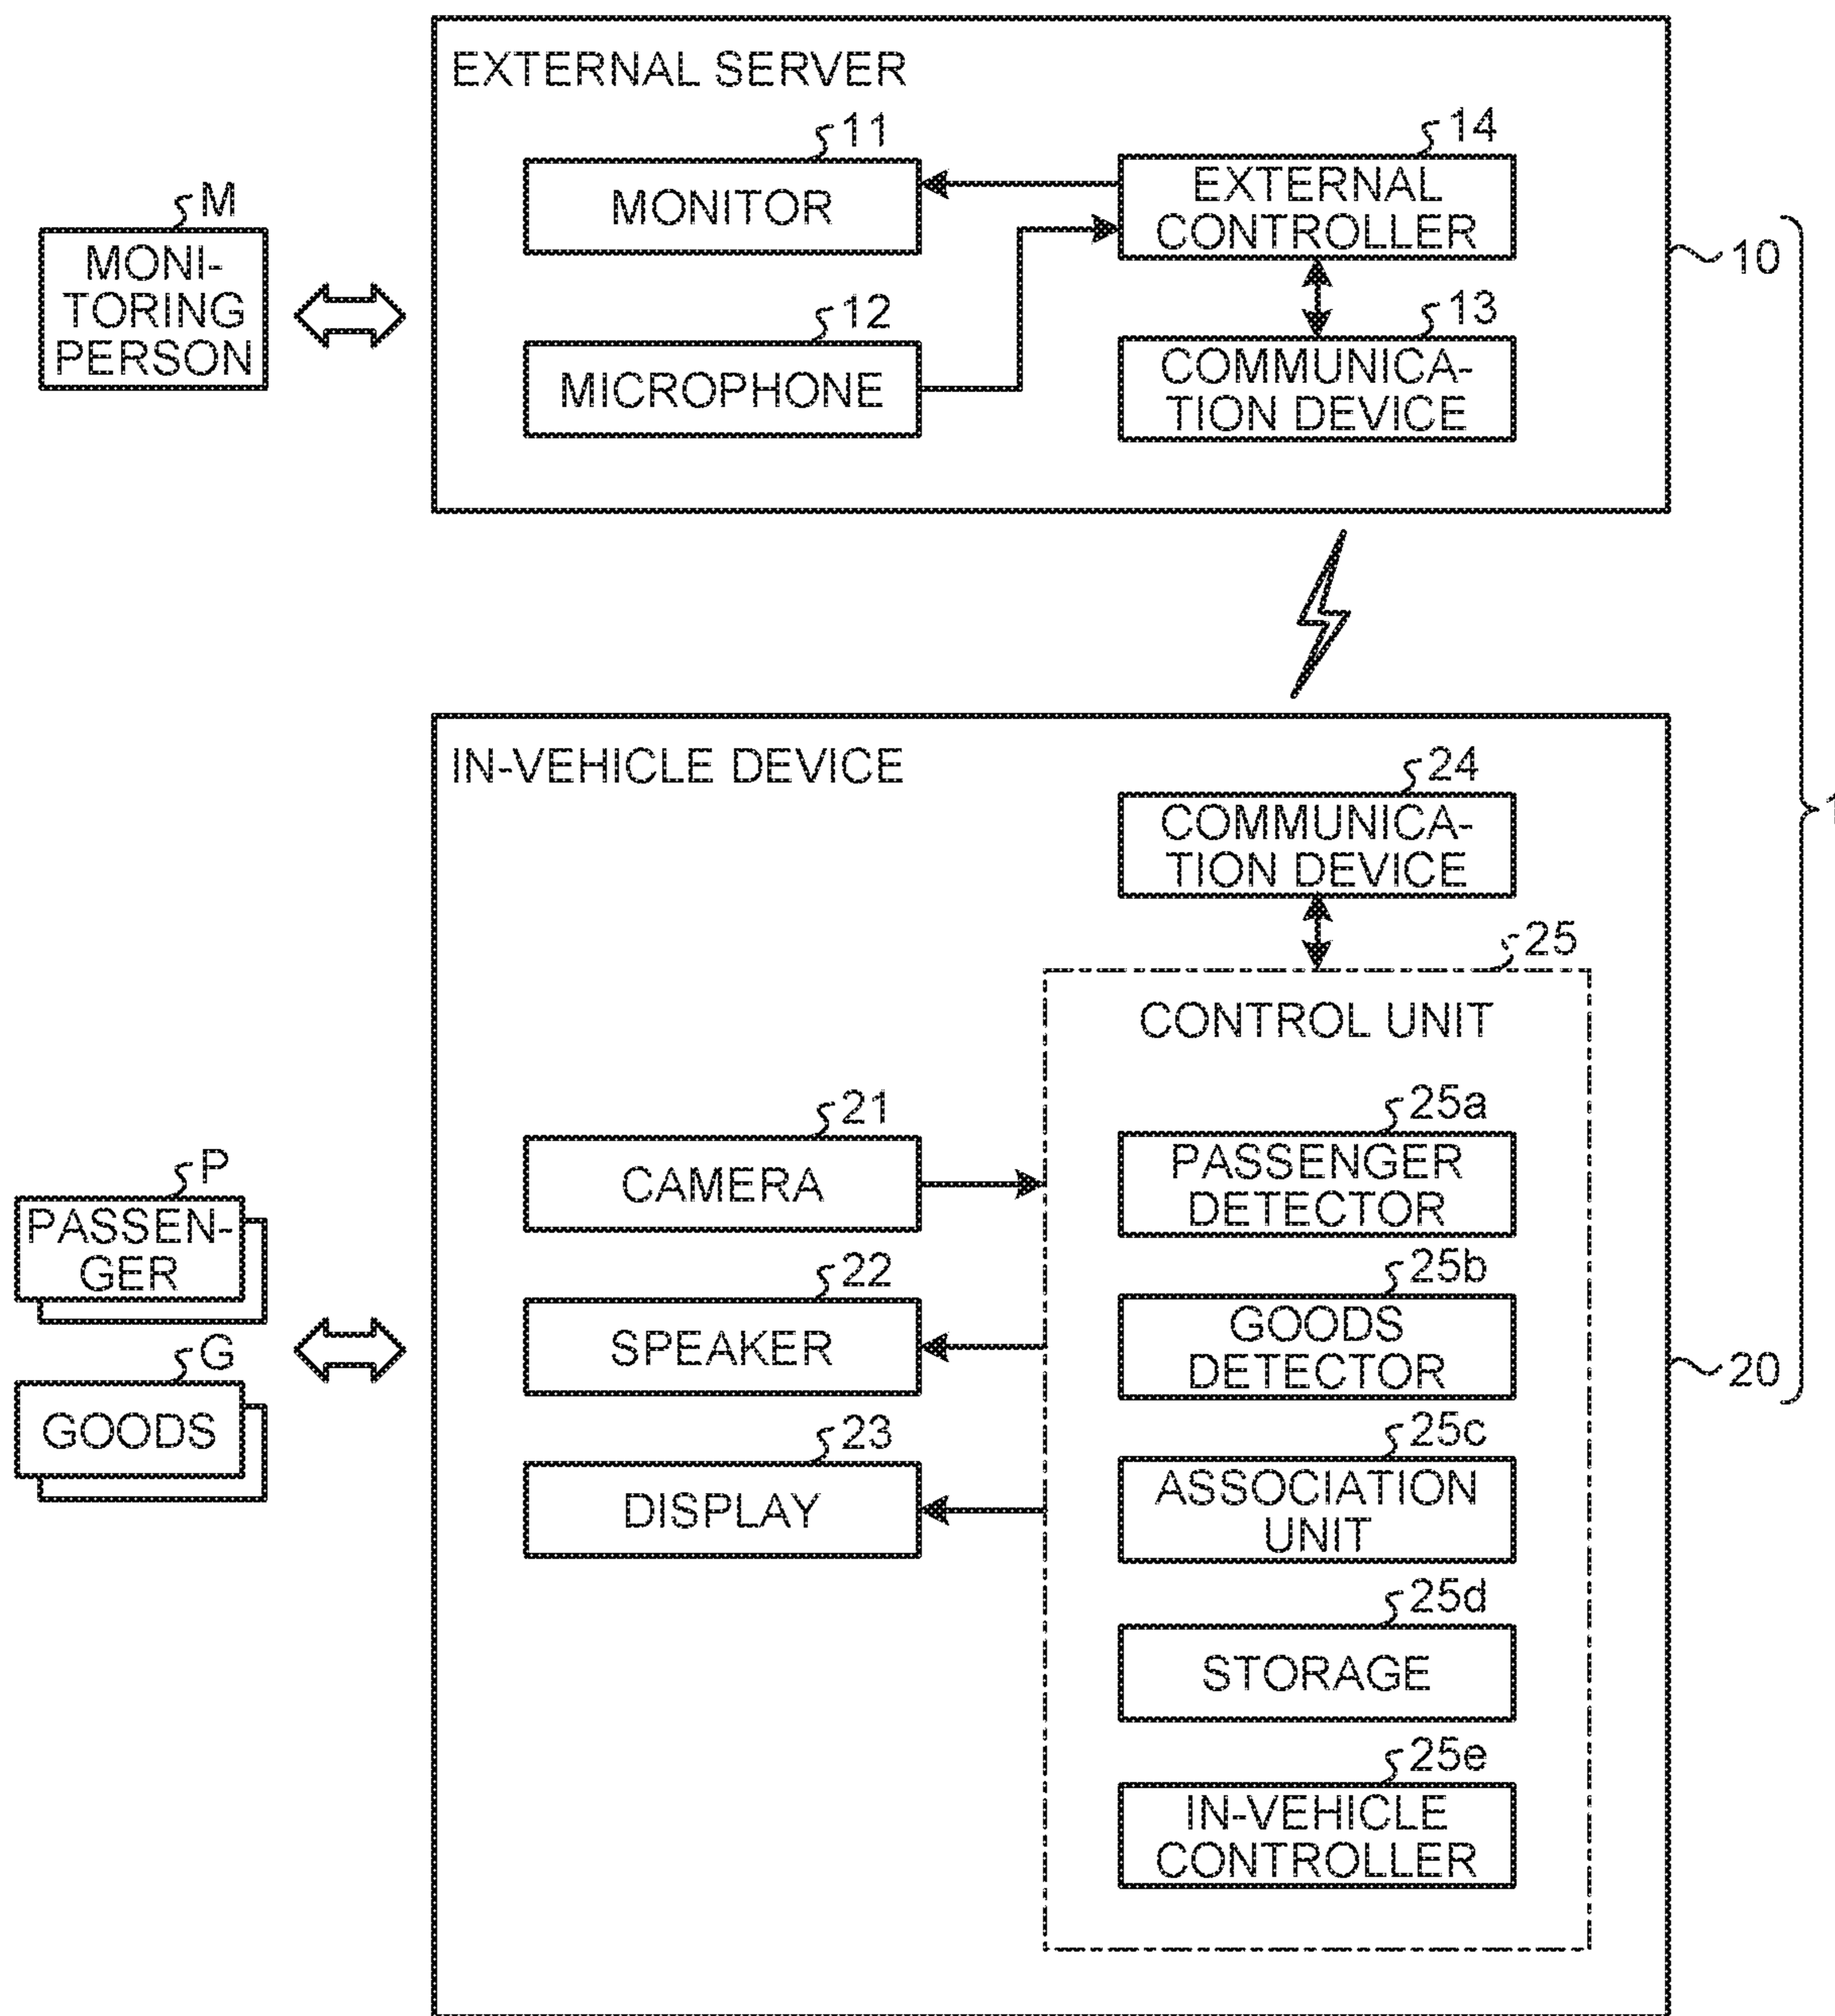 EXTERNAL SERVER
11
MONITOR
14
EXTERNAL
CONTROLLER
M
MONI-
TORING
PERSON
10
12
MICROPHONE
13
COMMUNICA-
TION DEVICE
IN-VEHICLE DEVICE
24
COMMUNICA-
TION DEVICE
1
25
CONTROL UNIT
21
CAMERA
25a
PASSENGER
DETECTOR
P
PASSEN-
GER
22
SPEAKER
25b
GOODS
DETECTOR
G
GOODS
20
23
DISPLAY
25c
ASSOCIATION
UNIT
25d
STORAGE
25e
IN-VEHICLE
CONTROLLER